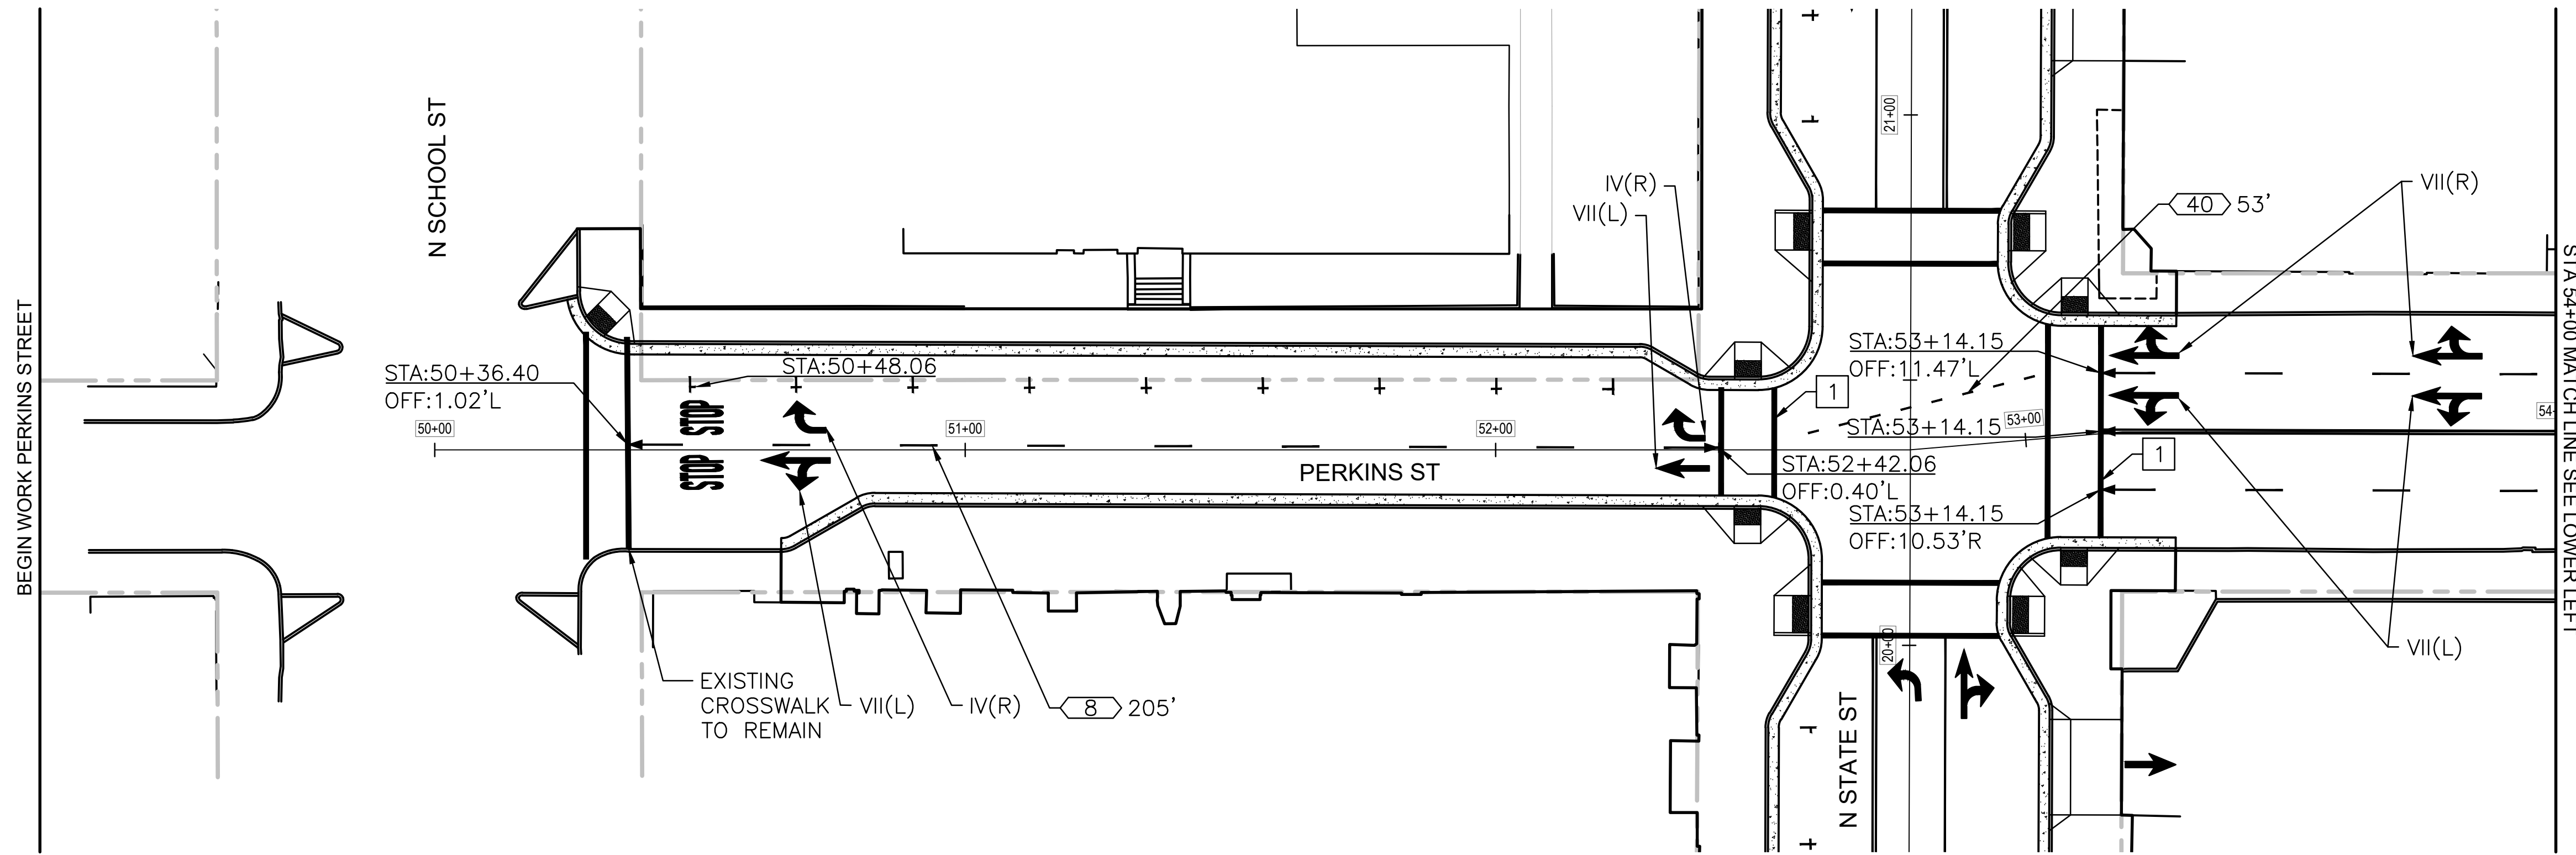 BEGIN WORK PERKINS STREET
N SCHOOL ST
STA:50+36.40
OFF:1.02'L
50+00
STA:50+48.06
STOP
STOP
51+00
EXISTING
CROSSWALK
TO REMAIN
VII(L)
IV(R)
8 205'
PERKINS ST
52+00
IV(R)
VII(L)
STA:52+42.06
OFF:0.40'L
1
21+00
20+00
N STATE ST
40 53'
STA:53+14.15
OFF:11.47'L
STA:53+14.15
53+00
STA:53+14.15
OFF:10.53'R
1
VII(R)
VII(L)
54-
STA 54+00 MATCH LINE SEE LOWER LEFT